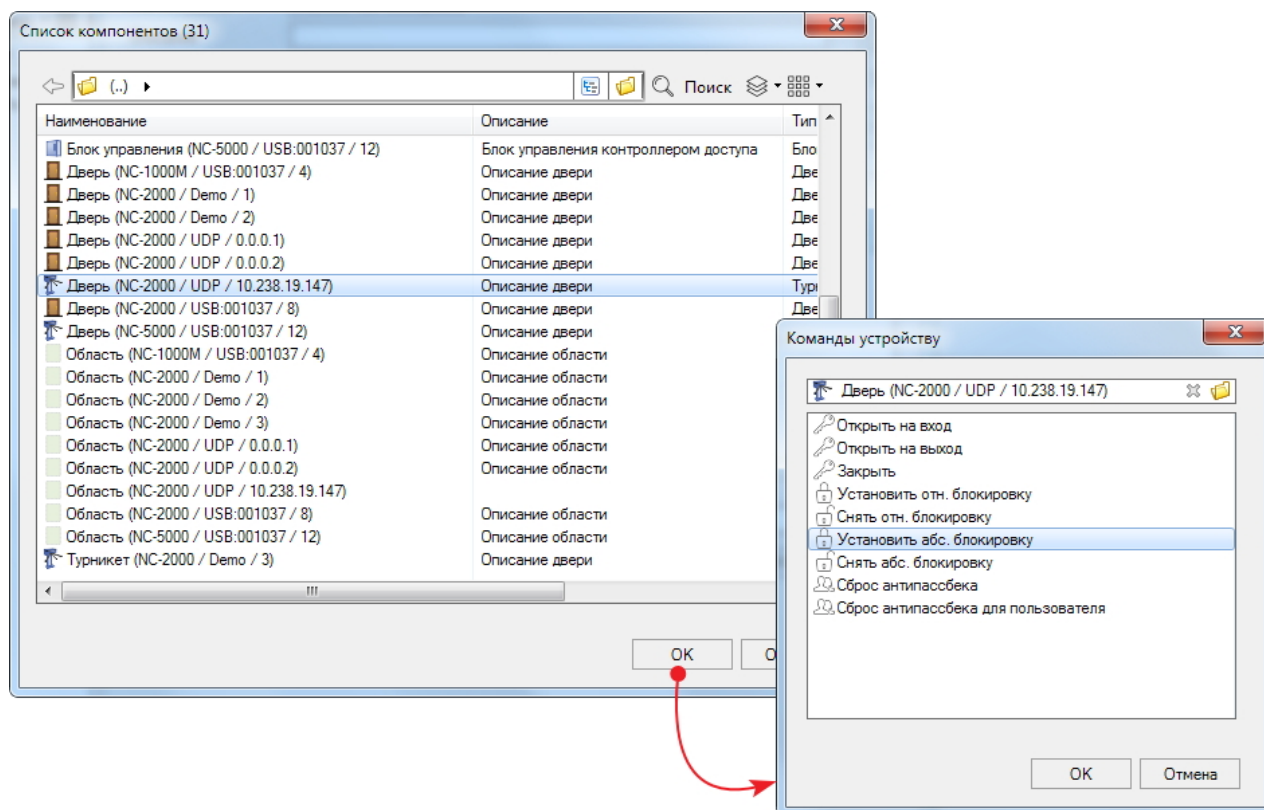 Список компонентов (31)
(..)
Поиск
Наименование Описание Тип
Блок управления (NC-5000 / USB:001037 / 12) Блок управления контроллером доступа Бло
Дверь (NC-1000M / USB:001037 / 4) Описание двери Две
Дверь (NC-2000 / Demo / 1) Описание двери Две
Дверь (NC-2000 / Demo / 2) Описание двери Две
Дверь (NC-2000 / UDP / 0.0.0.1) Описание двери Две
Дверь (NC-2000 / UDP / 0.0.0.2) Описание двери Две
Дверь (NC-2000 / UDP / 10.238.19.147) Описание двери Турн
Дверь (NC-2000 / USB:001037 / 8) Описание двери Две
Дверь (NC-5000 / USB:001037 / 12) Описание двери
Область (NC-1000M / USB:001037 / 4) Описание области
Область (NC-2000 / Demo / 1) Описание области
Область (NC-2000 / Demo / 2) Описание области
Область (NC-2000 / Demo / 3) Описание области
Область (NC-2000 / UDP / 0.0.0.1) Описание области
Область (NC-2000 / UDP / 0.0.0.2) Описание области
Область (NC-2000 / UDP / 10.238.19.147)
Область (NC-2000 / USB:001037 / 8) Описание области
Область (NC-5000 / USB:001037 / 12) Описание области
Турникет (NC-2000 / Demo / 3) Описание двери
OK О
Команды устройству
Дверь (NC-2000 / UDP / 10.238.19.147)
Открыть на вход
Открыть на выход
Закрыть
Установить отн. блокировку
Снять отн. блокировку
Установить абс. блокировку
Снять абс. блокировку
Сброс антипассбека
Сброс антипассбека для пользователя
OK Отмена